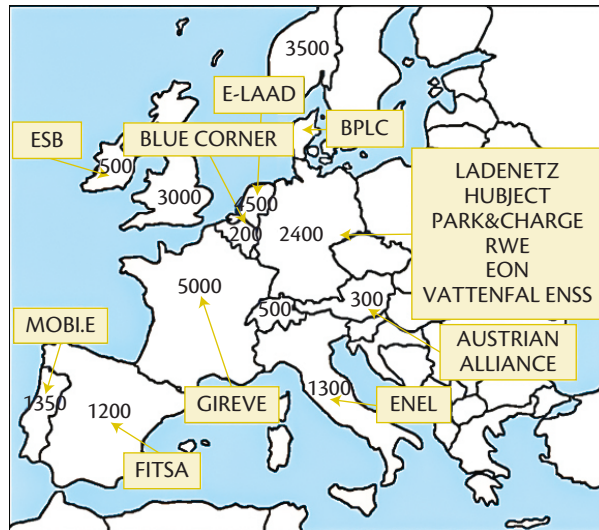 3500
E-LAAD
ESB
BLUE CORNER
BPLC
500
3000
4500
200
2400
LADENETZ
HUBJECT
PARK&CHARGE
RWE
EON
VATTENFAL ENSS
5000
500
300
MOBI.E
AUSTRIAN
ALLIANCE
1350
1200
GIREVE
1300
ENEL
FITSA